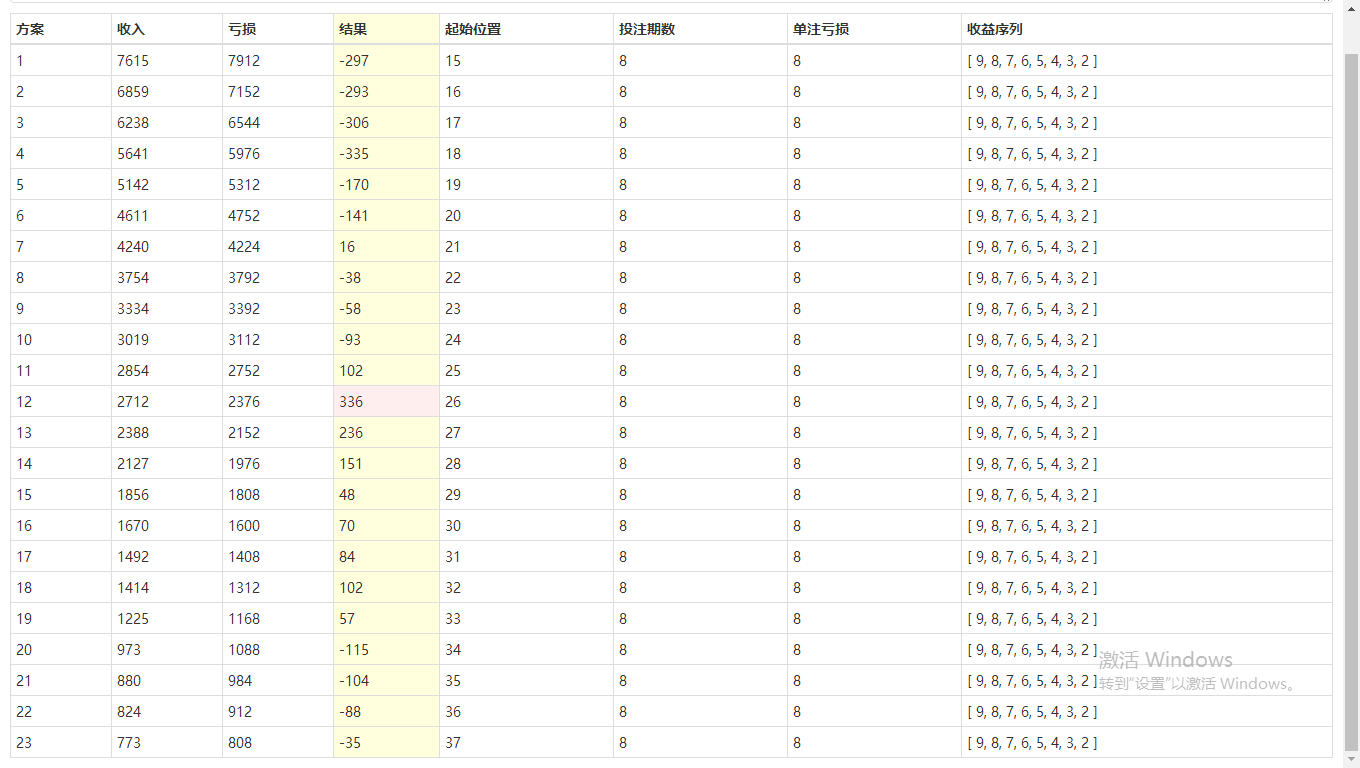 方案 收入 亏损 结果 起始位置 投注期数 单注亏损 收益序列
1 7615 7912 -297 15 8 8 [ 9, 8, 7, 6, 5, 4, 3, 2 ]
2 6859 7152 -293 16 8 8 [ 9, 8, 7, 6, 5, 4, 3, 2 ]
3 6238 6544 -306 17 8 8 [ 9, 8, 7, 6, 5, 4, 3, 2 ]
4 5641 5976 -335 18 8 8 [ 9, 8, 7, 6, 5, 4, 3, 2 ]
5 5142 5312 -170 19 8 8 [ 9, 8, 7, 6, 5, 4, 3, 2 ]
6 4611 4752 -141 20 8 8 [ 9, 8, 7, 6, 5, 4, 3, 2 ]
7 4240 4224 16 21 8 8 [ 9, 8, 7, 6, 5, 4, 3, 2 ]
8 3754 3792 -38 22 8 8 [ 9, 8, 7, 6, 5, 4, 3, 2 ]
9 3334 3392 -58 23 8 8 [ 9, 8, 7, 6, 5, 4, 3, 2 ]
10 3019 3112 -93 24 8 8 [ 9, 8, 7, 6, 5, 4, 3, 2 ]
11 2854 2752 102 25 8 8 [ 9, 8, 7, 6, 5, 4, 3, 2 ]
12 2712 2376 336 26 8 8 [ 9, 8, 7, 6, 5, 4, 3, 2 ]
13 2388 2152 236 27 8 8 [ 9, 8, 7, 6, 5, 4, 3, 2 ]
14 2127 1976 151 28 8 8 [ 9, 8, 7, 6, 5, 4, 3, 2 ]
15 1856 1808 48 29 8 8 [ 9, 8, 7, 6, 5, 4, 3, 2 ]
16 1670 1600 70 30 8 8 [ 9, 8, 7, 6, 5, 4, 3, 2 ]
17 1492 1408 84 31 8 8 [ 9, 8, 7, 6, 5, 4, 3, 2 ]
18 1414 1312 102 32 8 8 [ 9, 8, 7, 6, 5, 4, 3, 2 ]
19 1225 1168 57 33 8 8 [ 9, 8, 7, 6, 5, 4, 3, 2 ]
20 973 1088 -115 34 8 8 [ 9, 8, 7, 6, 5, 4, 3, 2 ]
激活 Windows
21 880 984 -104 35 8 8 [ 9, 8, 7, 6, 5, 4, 3, 2 ]
转到“设置”以激活 Windows。
22 824 912 -88 36 8 8 [ 9, 8, 7, 6, 5, 4, 3, 2 ]
23 773 808 -35 37 8 8 [ 9, 8, 7, 6, 5, 4, 3, 2 ]